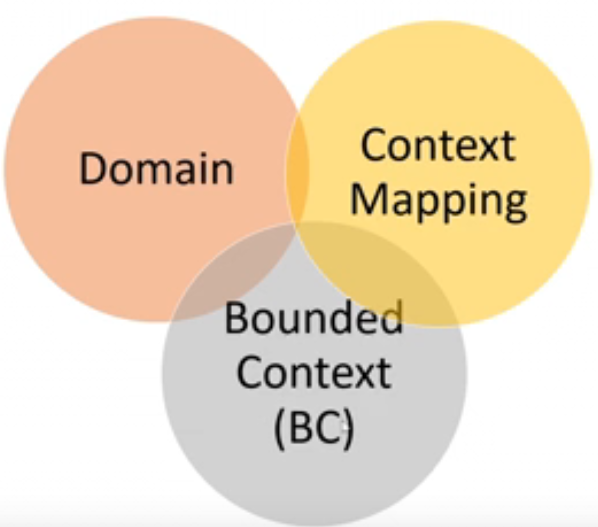 Domain
Context
Mapping
Bounded
Context
(BC)